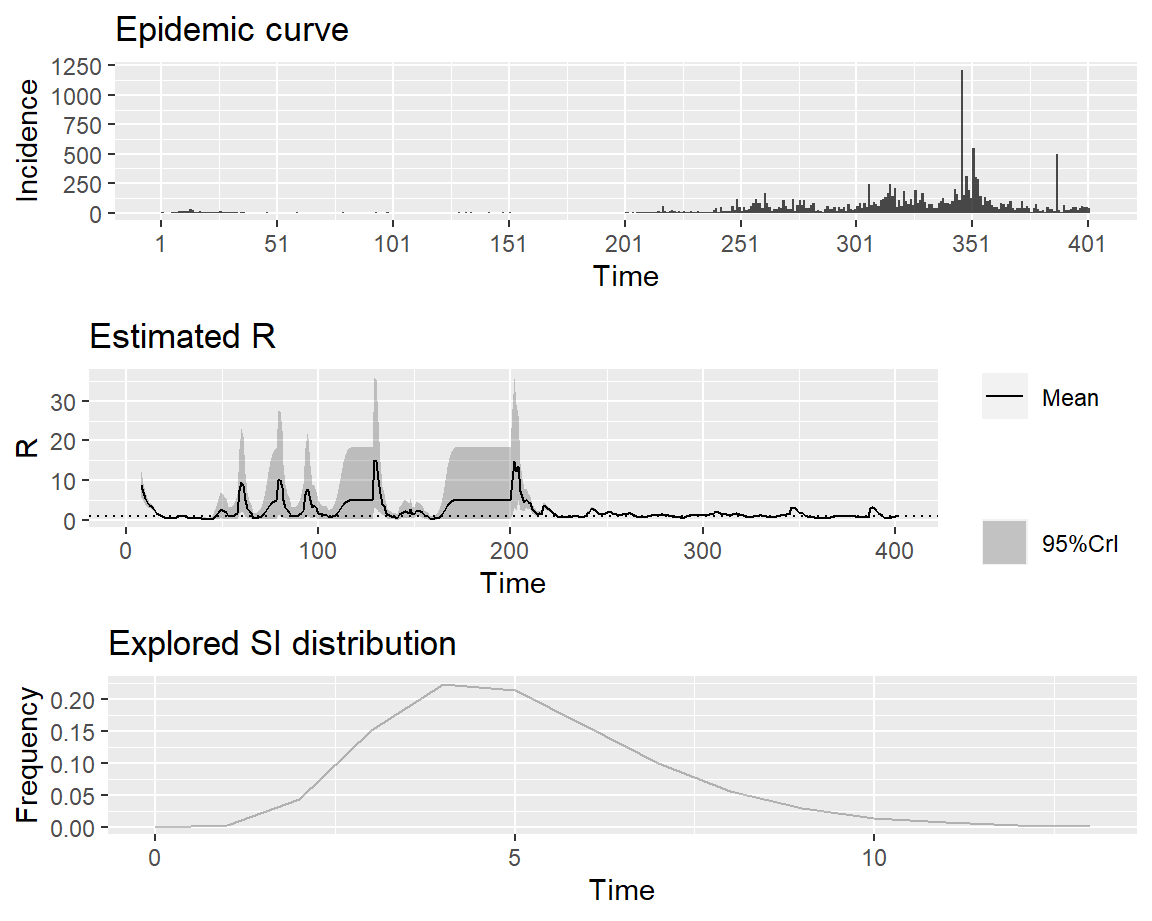 Epidemic curve
Incidence
1250
1000
750
500
250
0
1 51 101 151 201 251 301 351 401
Time
Estimated R
R
30
20
10
0
0 100 200 300 400
Time
Mean
95%CrI
Explored SI distribution
Frequency
0.20
0.15
0.10
0.05
0.00
0 5 10
Time